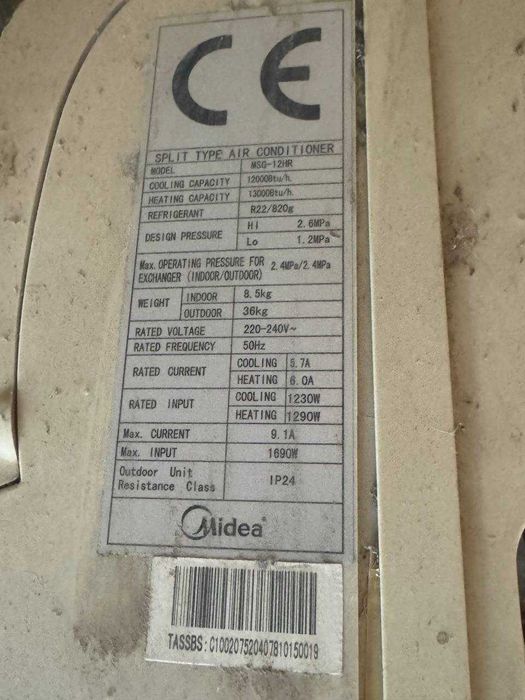 CE
SPLIT TYPE AIR CONDITIONER
MODEL MSG-12HR
COOLING CAPACITY 12000Btu/h.
HEATING CAPACITY 13000Btu/h.
REFRIGERANT R22/820g
DESIGN PRESSURE Hi 2.6MPa
Lo 1.2MPa
Max. OPERATING PRESSURE FOR
EXCHANGER (INDOOR/OUTDOOR) 2.4MPa/2.4MPa
WEIGHT INDOOR 8.5kg
OUTDOOR 36kg
RATED VOLTAGE 220-240V~
RATED FREQUENCY 50Hz
RATED CURRENT COOLING 5.7A
HEATING 6.0A
RATED INPUT COOLING 1230W
HEATING 1290W
Max. CURRENT 9.1A
Max. INPUT 1690W
Outdoor Unit
Resistance Class IP24
Midea
TASSBS: C100207520407810150019